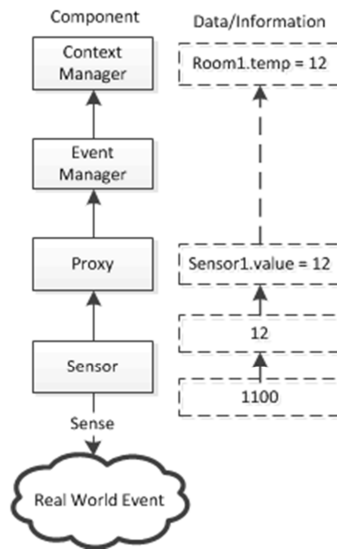 Component
Data/Information
Context
Manager
Room1.temp = 12
Event
Manager
Proxy
Sensor1.value = 12
12
Sensor
1100
Sense
Real World Event